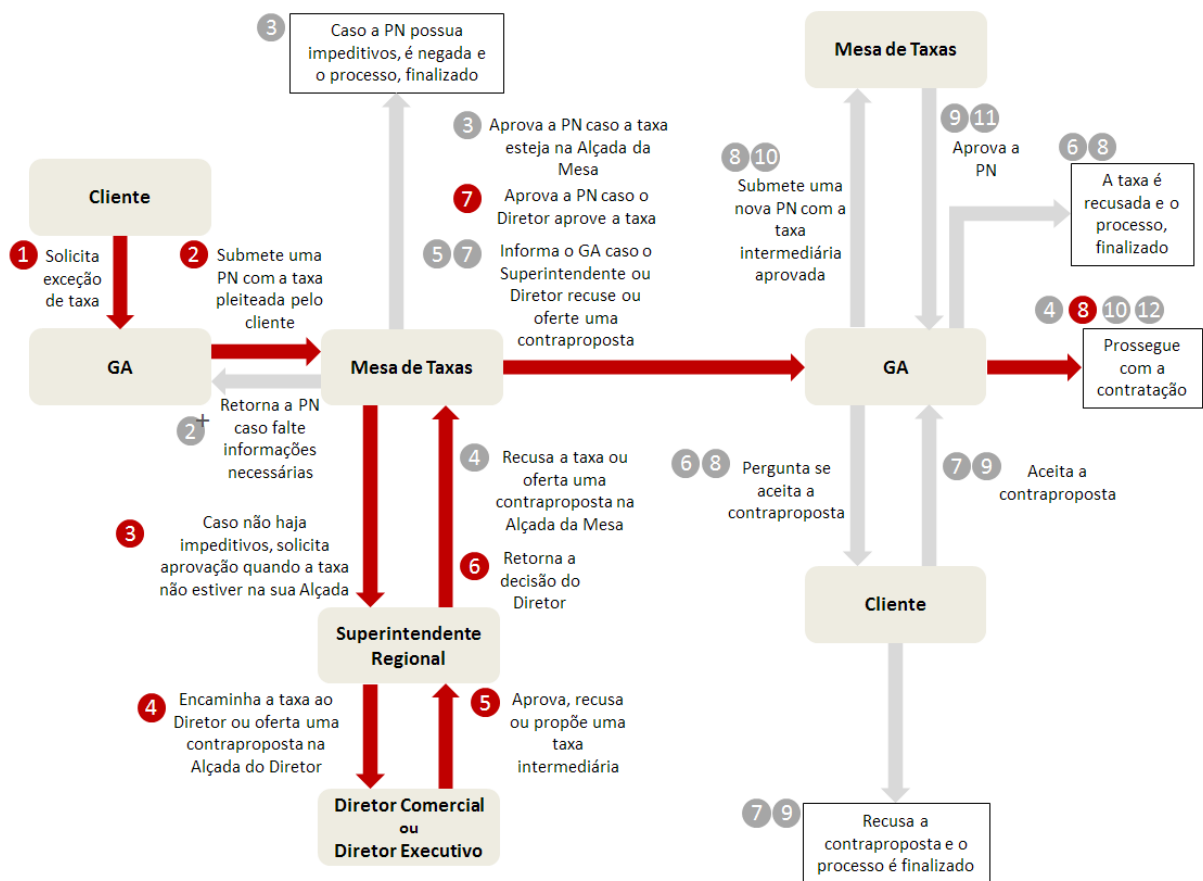 3
Caso a PN possua
impeditivos, é negada e
o processo, finalizado
Mesa de Taxas
3 Aprova a PN caso a taxa
esteja na Alçada da
Mesa
7 Aprova a PN caso o
Diretor aprove a taxa
5 7 Informa o GA caso o
Superintendente ou
Diretor recuse ou
oferte uma
contraproposta
8 10
Submete uma
nova PN com a
taxa
intermediária
aprovada
9 11
Aprova a
PN
6 8
A taxa é
recusada e o
processo,
finalizado
Cliente
1 Solicita
exceção
de taxa
2 Submete uma
PN com a taxa
pleiteada pelo
cliente
GA
Mesa de Taxas
GA
4 8 10 12
Prossegue
com a
contratação
2+
Retorna a PN
caso falte
informações
necessárias
3 Caso não haja
impeditivos, solicita
aprovação quando a taxa
não estiver na sua Alçada
4 Recusa a taxa ou
oferta uma
contraproposta na
Alçada da Mesa
6 Retorna a
decisão do
Diretor
6 8 Pergunta se
aceita a
contraproposta
7 9 Aceita a
contraproposta
Cliente
Superintendente
Regional
4 Encaminha a taxa ao
Diretor ou oferta uma
contraproposta na
Alçada do Diretor
5 Aprova, recusa
ou propõe uma
taxa
intermediária
Diretor Comercial
ou
Diretor Executivo
7 9
Recusa a
contraproposta e o
processo é finalizado